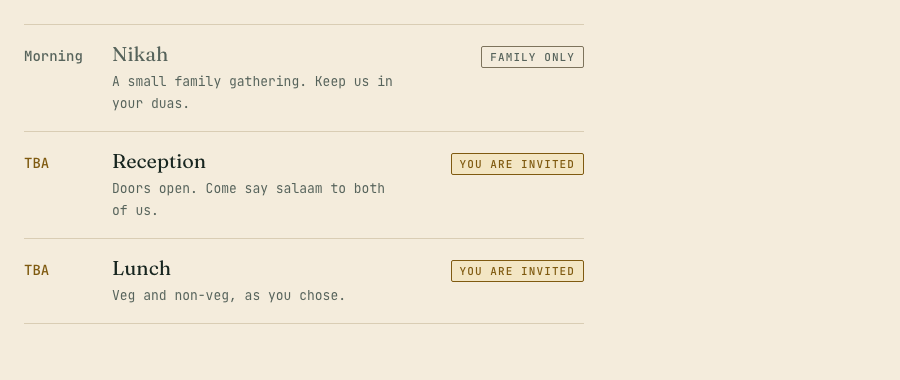 Morning Nikah FAMILY ONLY
A small family gathering. Keep us in
your duas.
TBA Reception YOU ARE INVITED
Doors open. Come say salaam to both
of us.
TBA Lunch YOU ARE INVITED
Veg and non-veg, as you chose.